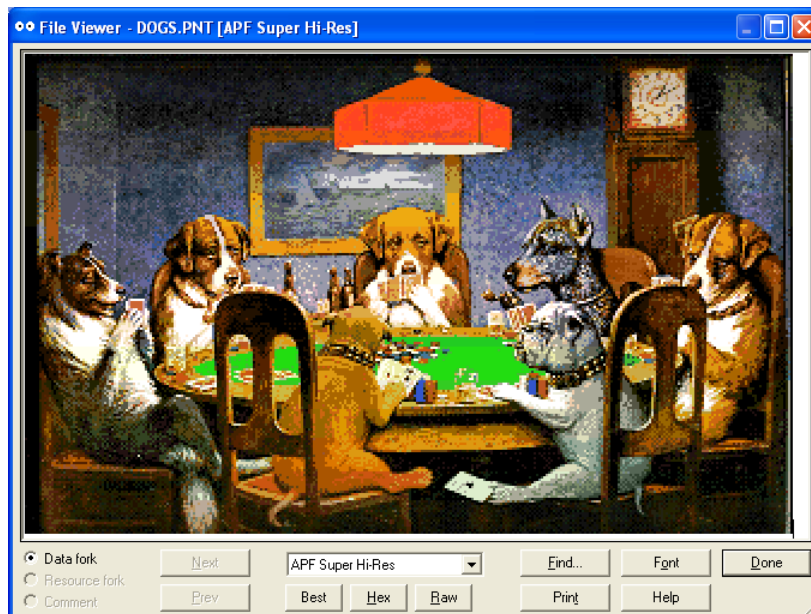 File Viewer - DOGS.PNT [APF Super Hi-Res]
Data fork
Resource fork
Comment
Next
Prev
APF Super Hi-Res
Best
Hex
Raw
Find...
Font
Done
Print
Help